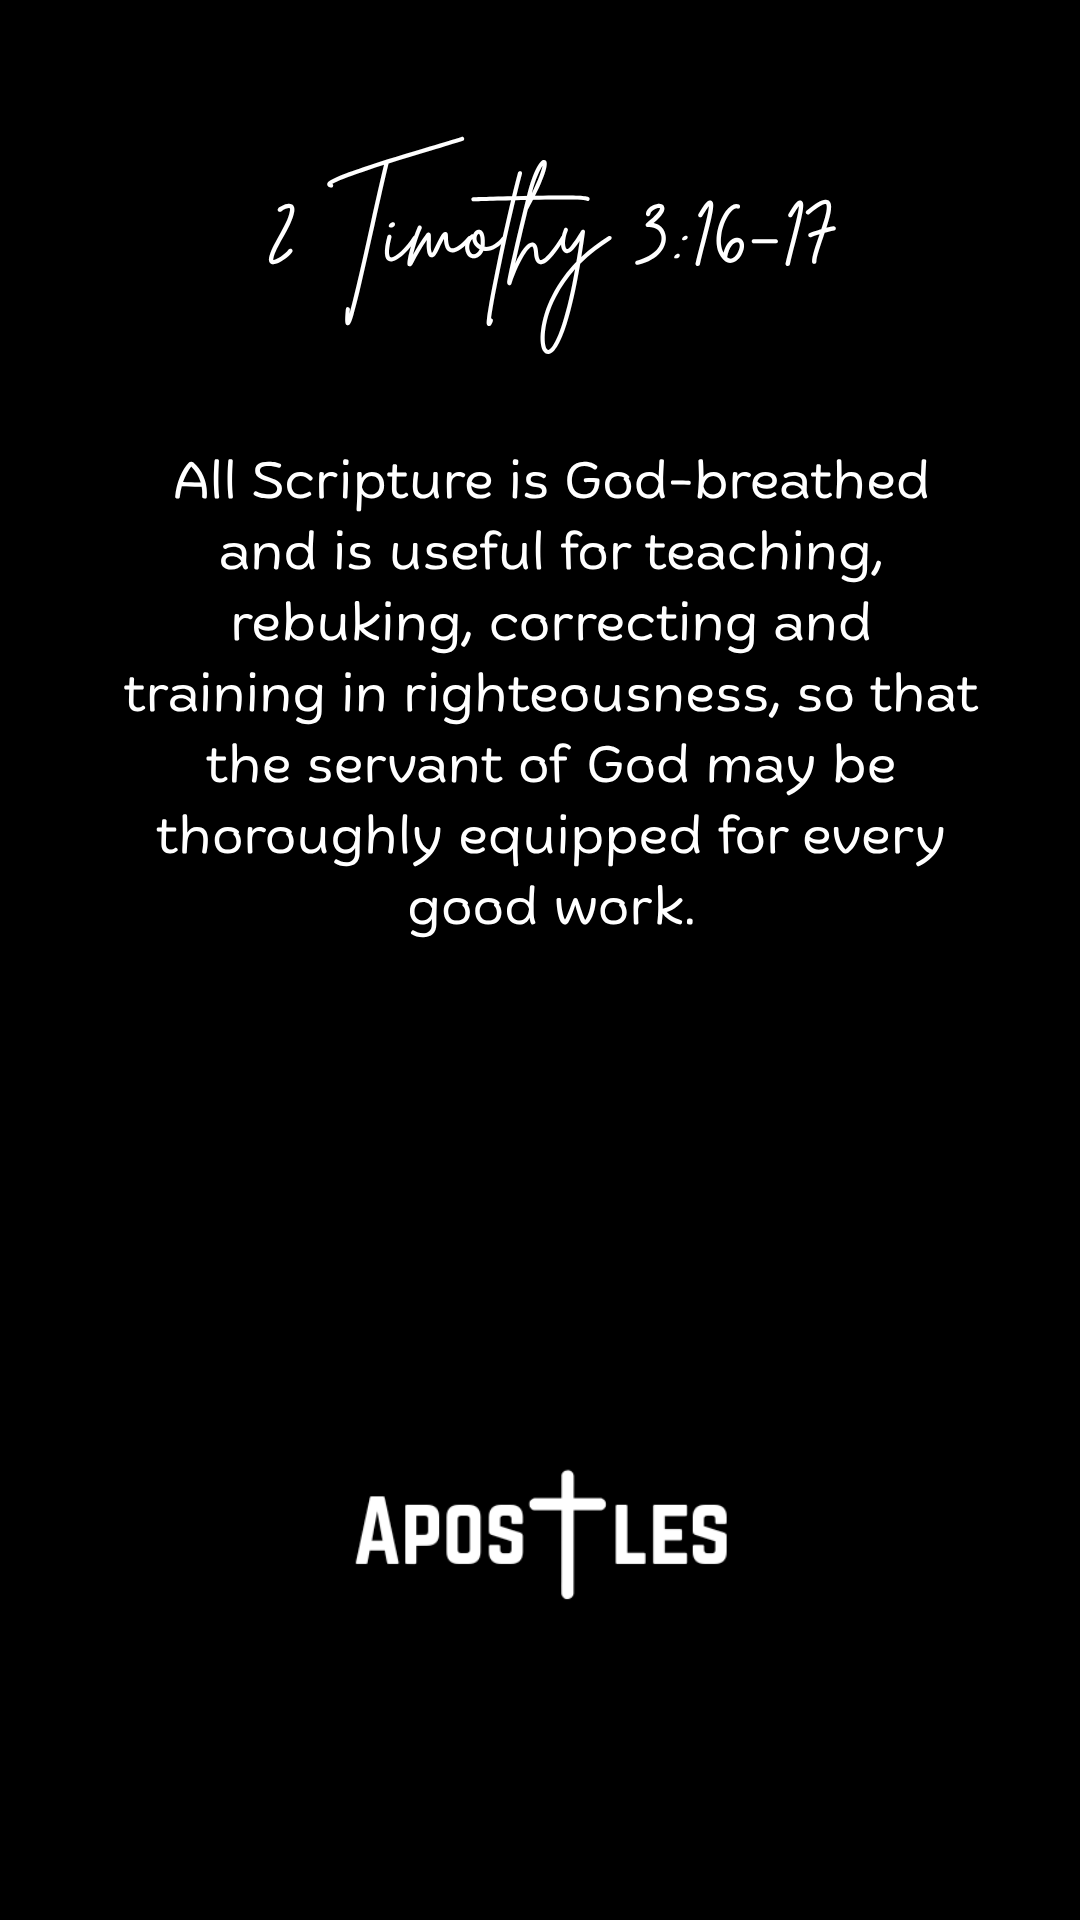 2 Timothy 3:16-17
All Scripture is God-breathed
and is useful for teaching,
rebuking, correcting and
training in righteousness, so that
the servant of God may be
thoroughly equipped for every
good work.
Apostles